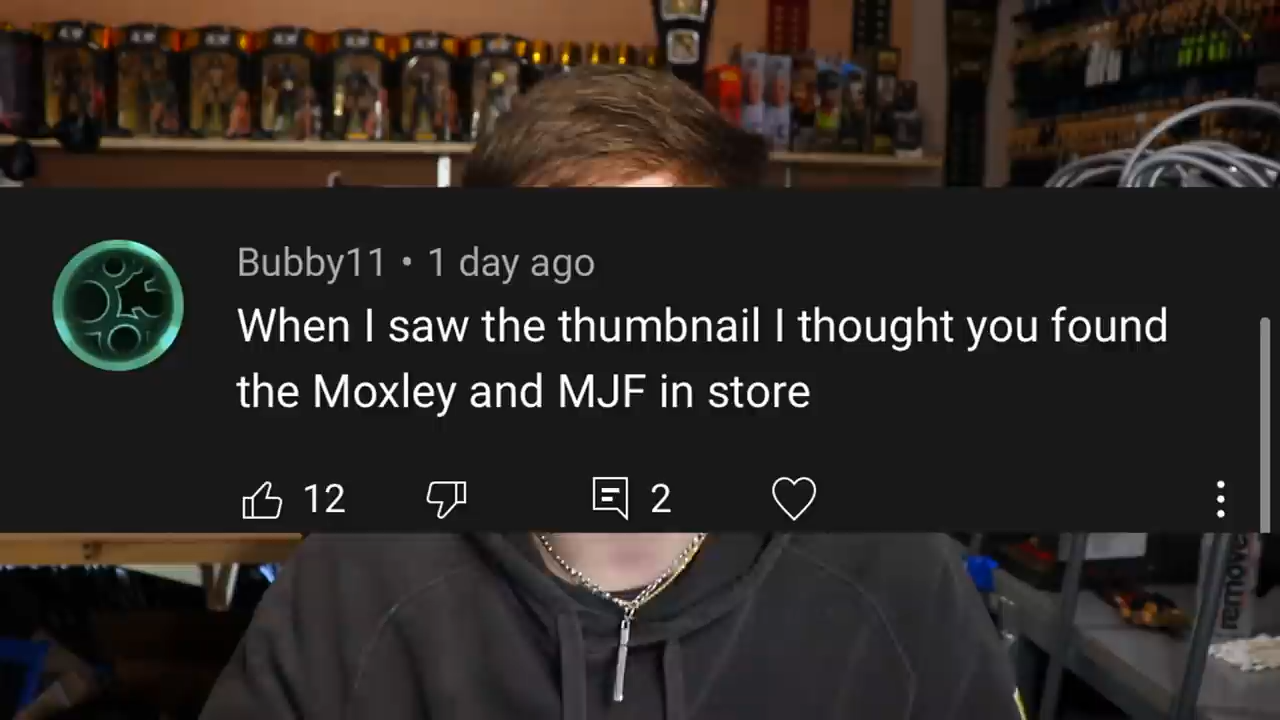 Bubby11 • 1 day ago
When I saw the thumbnail I thought you found
the Moxley and MJF in store
12
2
remove